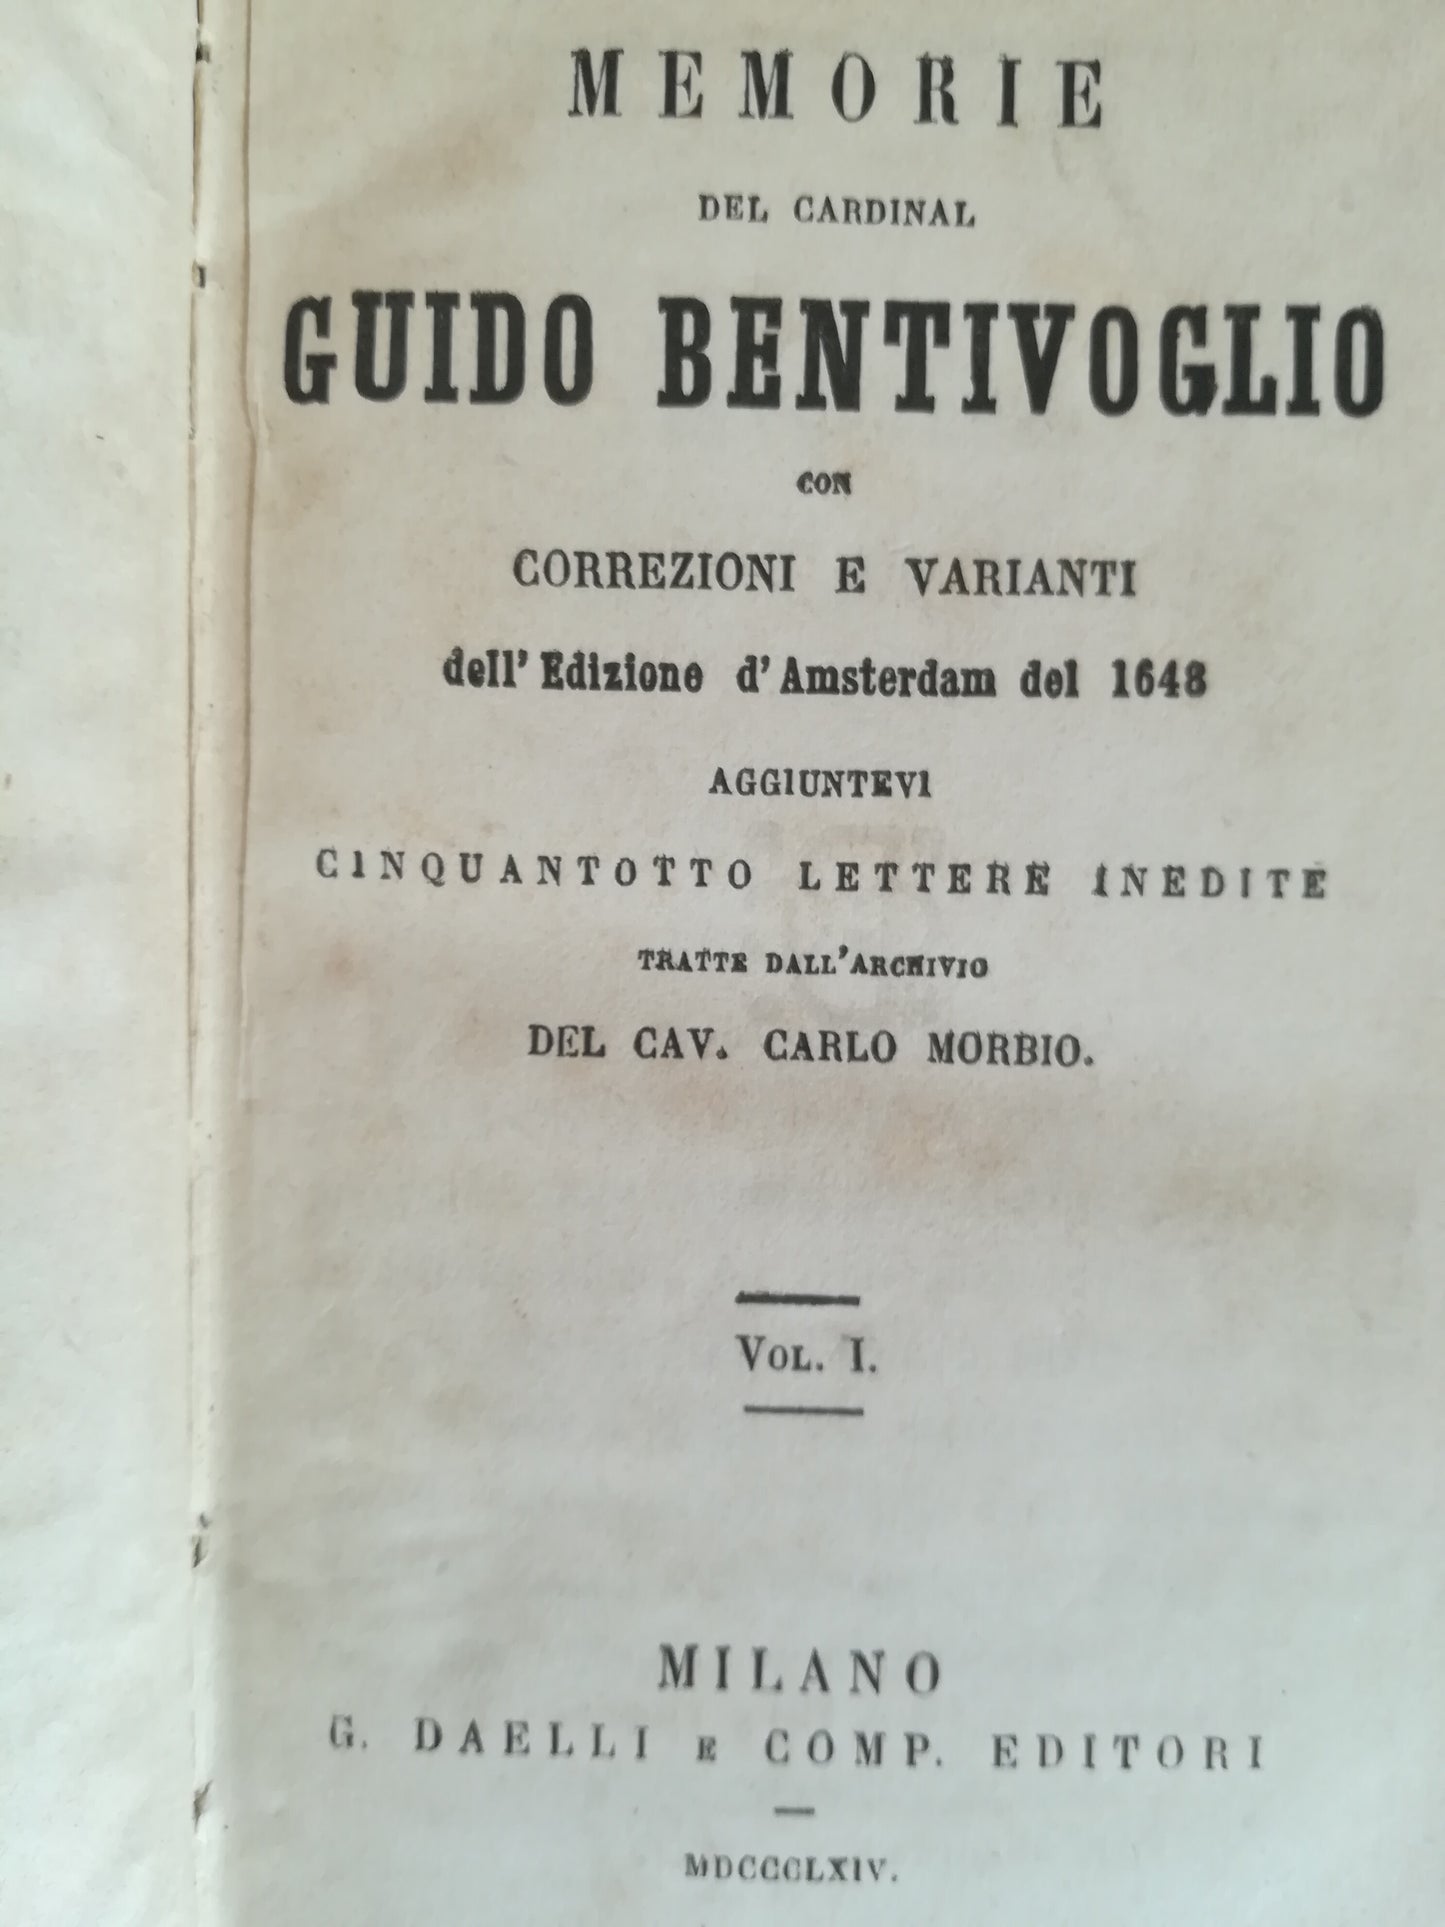 MEMORIE
DEL CARDINAL
GUIDO BENTIVOGLIO
CON
CORREZIONI E VARIANTI
dell' Edizione d' Amsterdam del 1648
AGGIUNTEVI
CINQUANTOTTO LETTERE INEDITE
TRATTE DALL'ARCHIVIO
DEL CAV. CARLO MORBIO.
VOL. I.
MILANO
G. DAELLI E COMP. EDITORI
—
MDCCCLXIV.